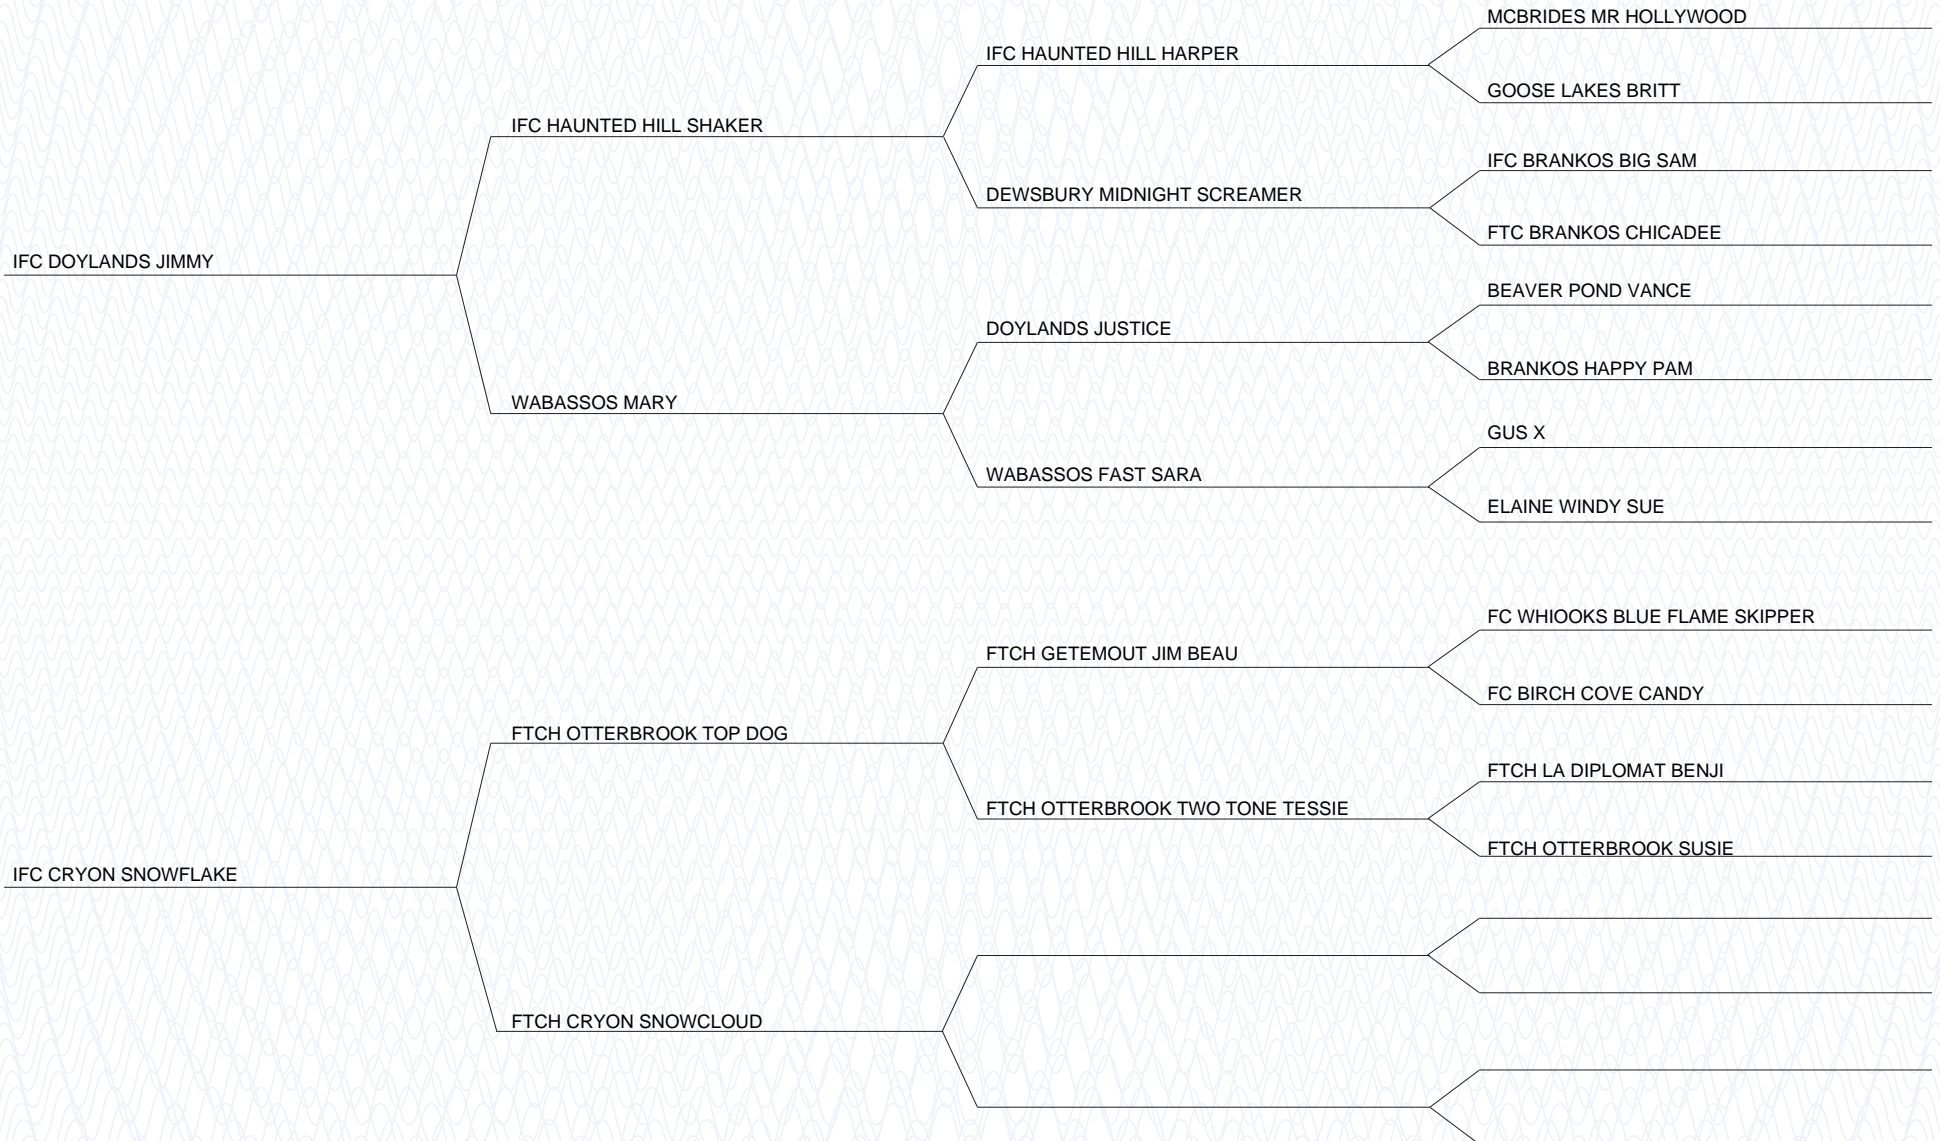 MCBRIDES MR HOLLYWOOD
IFC HAUNTED HILL HARPER
GOOSE LAKES BRITT
IFC HAUNTED HILL SHAKER
IFC BRANKOS BIG SAM
DEWSBURY MIDNIGHT SCREAMER
FTC BRANKOS CHICADEE
IFC DOYLANDS JIMMY
BEAVER POND VANCE
DOYLANDS JUSTICE
BRANKOS HAPPY PAM
WABASSOS MARY
GUS X
WABASSOS FAST SARA
ELAINE WINDY SUE
FC WHIOOKS BLUE FLAME SKIPPER
FTCH GETEMOUT JIM BEAU
FC BIRCH COVE CANDY
FTCH OTTERBROOK TOP DOG
FTCH LA DIPLOMAT BENJI
FTCH OTTERBROOK TWO TONE TESSIE
FTCH OTTERBROOK SUSIE
IFC CRYON SNOWFLAKE
FTCH CRYON SNOWCLOUD